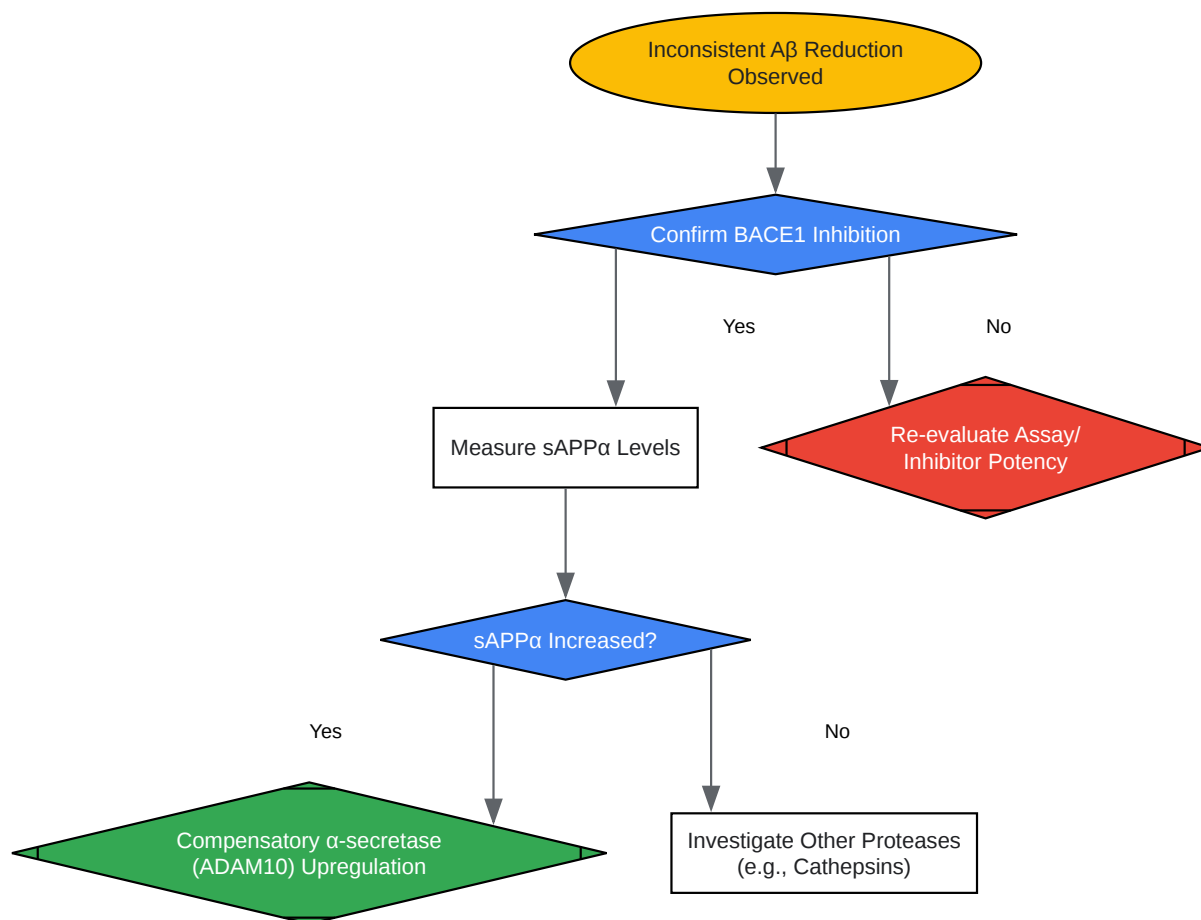 Inconsistent Aβ Reduction
Observed
Confirm BACE1 Inhibition
Yes
No
Measure sAPPα Levels
Re-evaluate Assay/
Inhibitor Potency
sAPPα Increased?
Yes
No
Compensatory α-secretase
(ADAM10) Upregulation
Investigate Other Proteases
(e.g., Cathepsins)